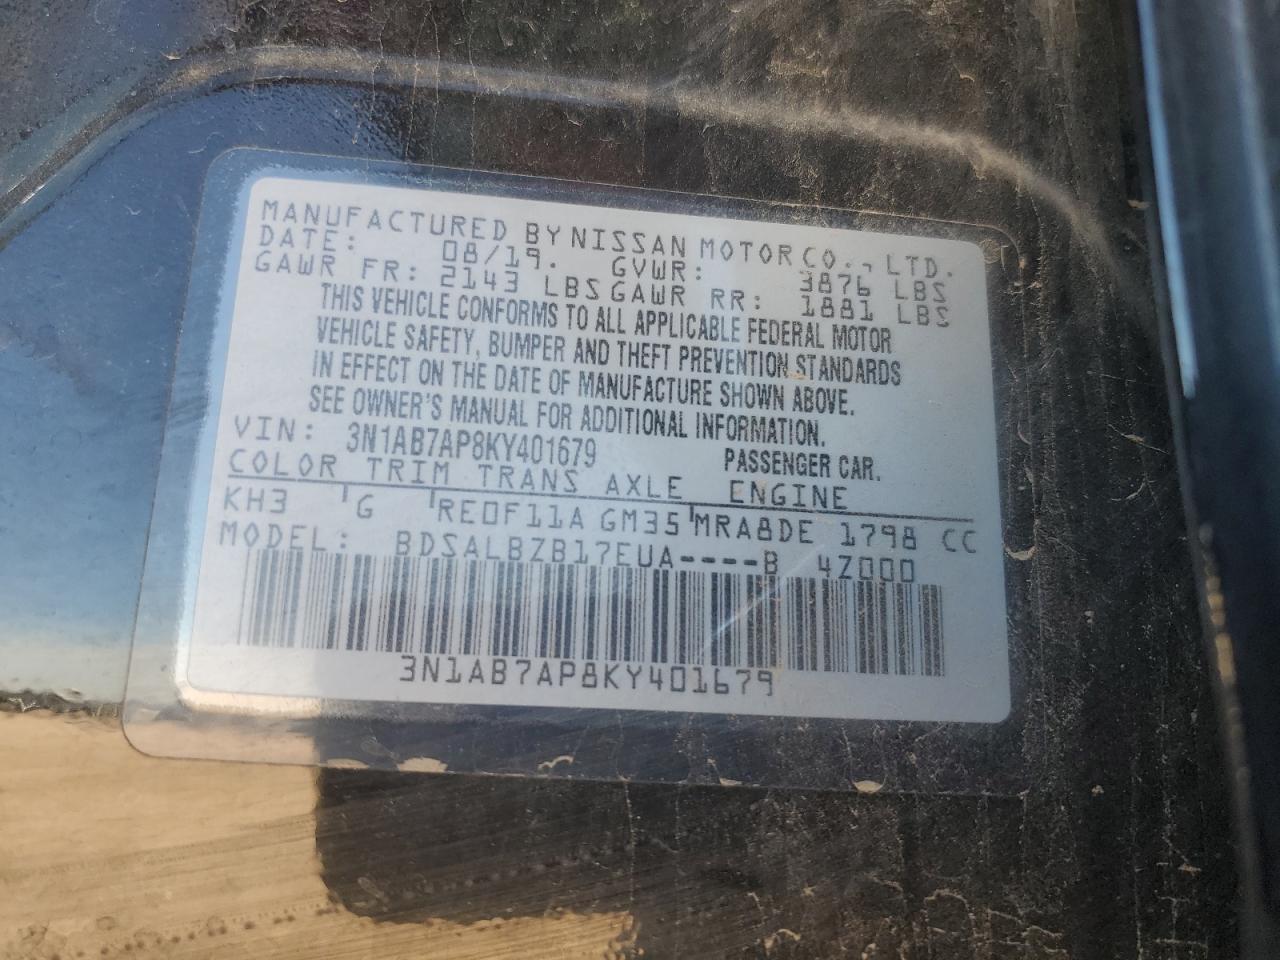 MANUFACTURED BY NISSAN MOTOR CO., LTD.
DATE: 08/19. GVWR: 3876 LBS
GAWR FR: 2143 LBS GAWR RR: 1881 LBS
THIS VEHICLE CONFORMS TO ALL APPLICABLE FEDERAL MOTOR
VEHICLE SAFETY, BUMPER AND THEFT PREVENTION STANDARDS
IN EFFECT ON THE DATE OF MANUFACTURE SHOWN ABOVE.
SEE OWNER'S MANUAL FOR ADDITIONAL INFORMATION.
VIN: 3N1AB7AP8KY401679 PASSENGER CAR.
COLOR TRIM TRANS AXLE ENGINE
KH3 G RE0F11A GM35 MRA8DE 1798 CC
MODEL: BDSALBZB17EUA----B 4Z000
3N1AB7AP8KY401679